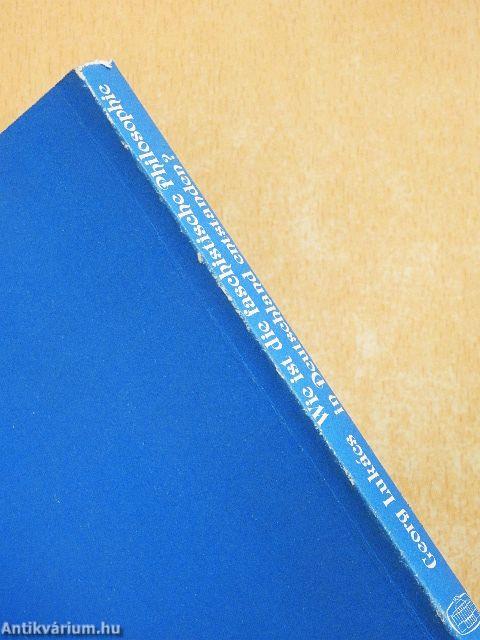 Georg Lukács
Wie ist die faschistische Philosophie
in Deutschland entstanden?
Antikvárium.hu